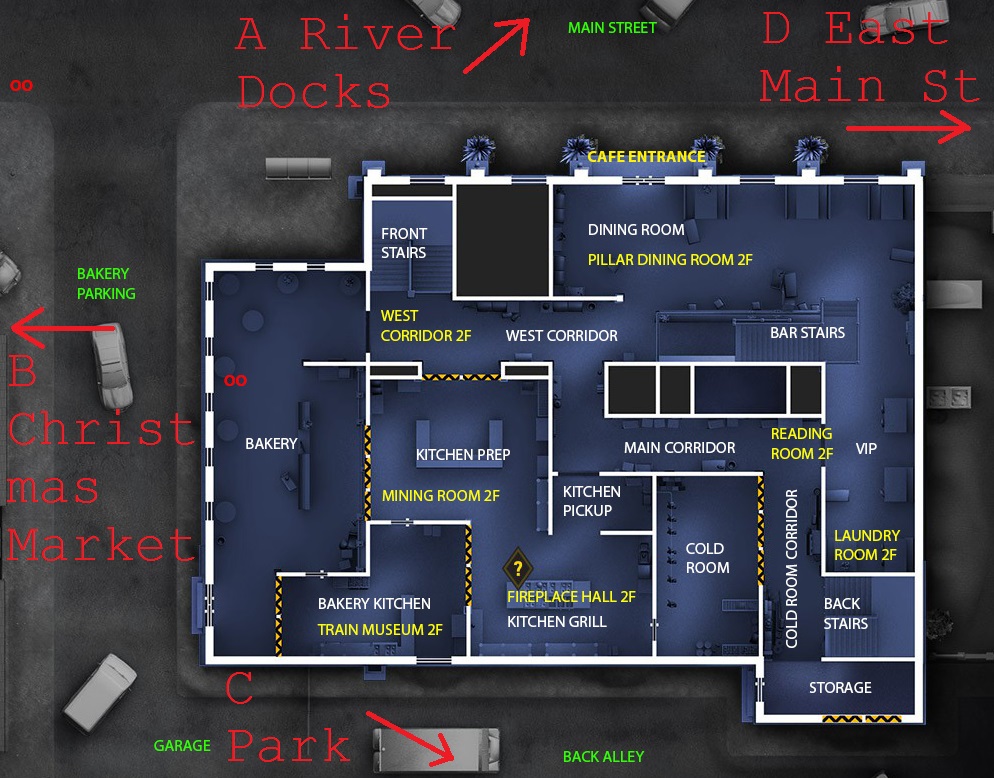 A River
Docks
MAIN STREET
D East
Main St
oo
CAFE ENTRANCE
FRONT
STAIRS
DINING ROOM
PILLAR DINING ROOM 2F
BAKERY
PARKING
WEST
CORRIDOR 2F
WEST CORRIDOR
BAR STAIRS
B
Christ
mas
Market
oo
BAKERY
KITCHEN PREP
MINING ROOM 2F
MAIN CORRIDOR
READING
ROOM 2F
VIP
KITCHEN
PICKUP
COLD
ROOM
COLD ROOM CORRIDOR
LAUNDRY
ROOM 2F
?
FIREPLACE HALL 2F
KITCHEN GRILL
BAKERY KITCHEN
TRAIN MUSEUM 2F
BACK
STAIRS
STORAGE
C
Park
GARAGE
BACK ALLEY